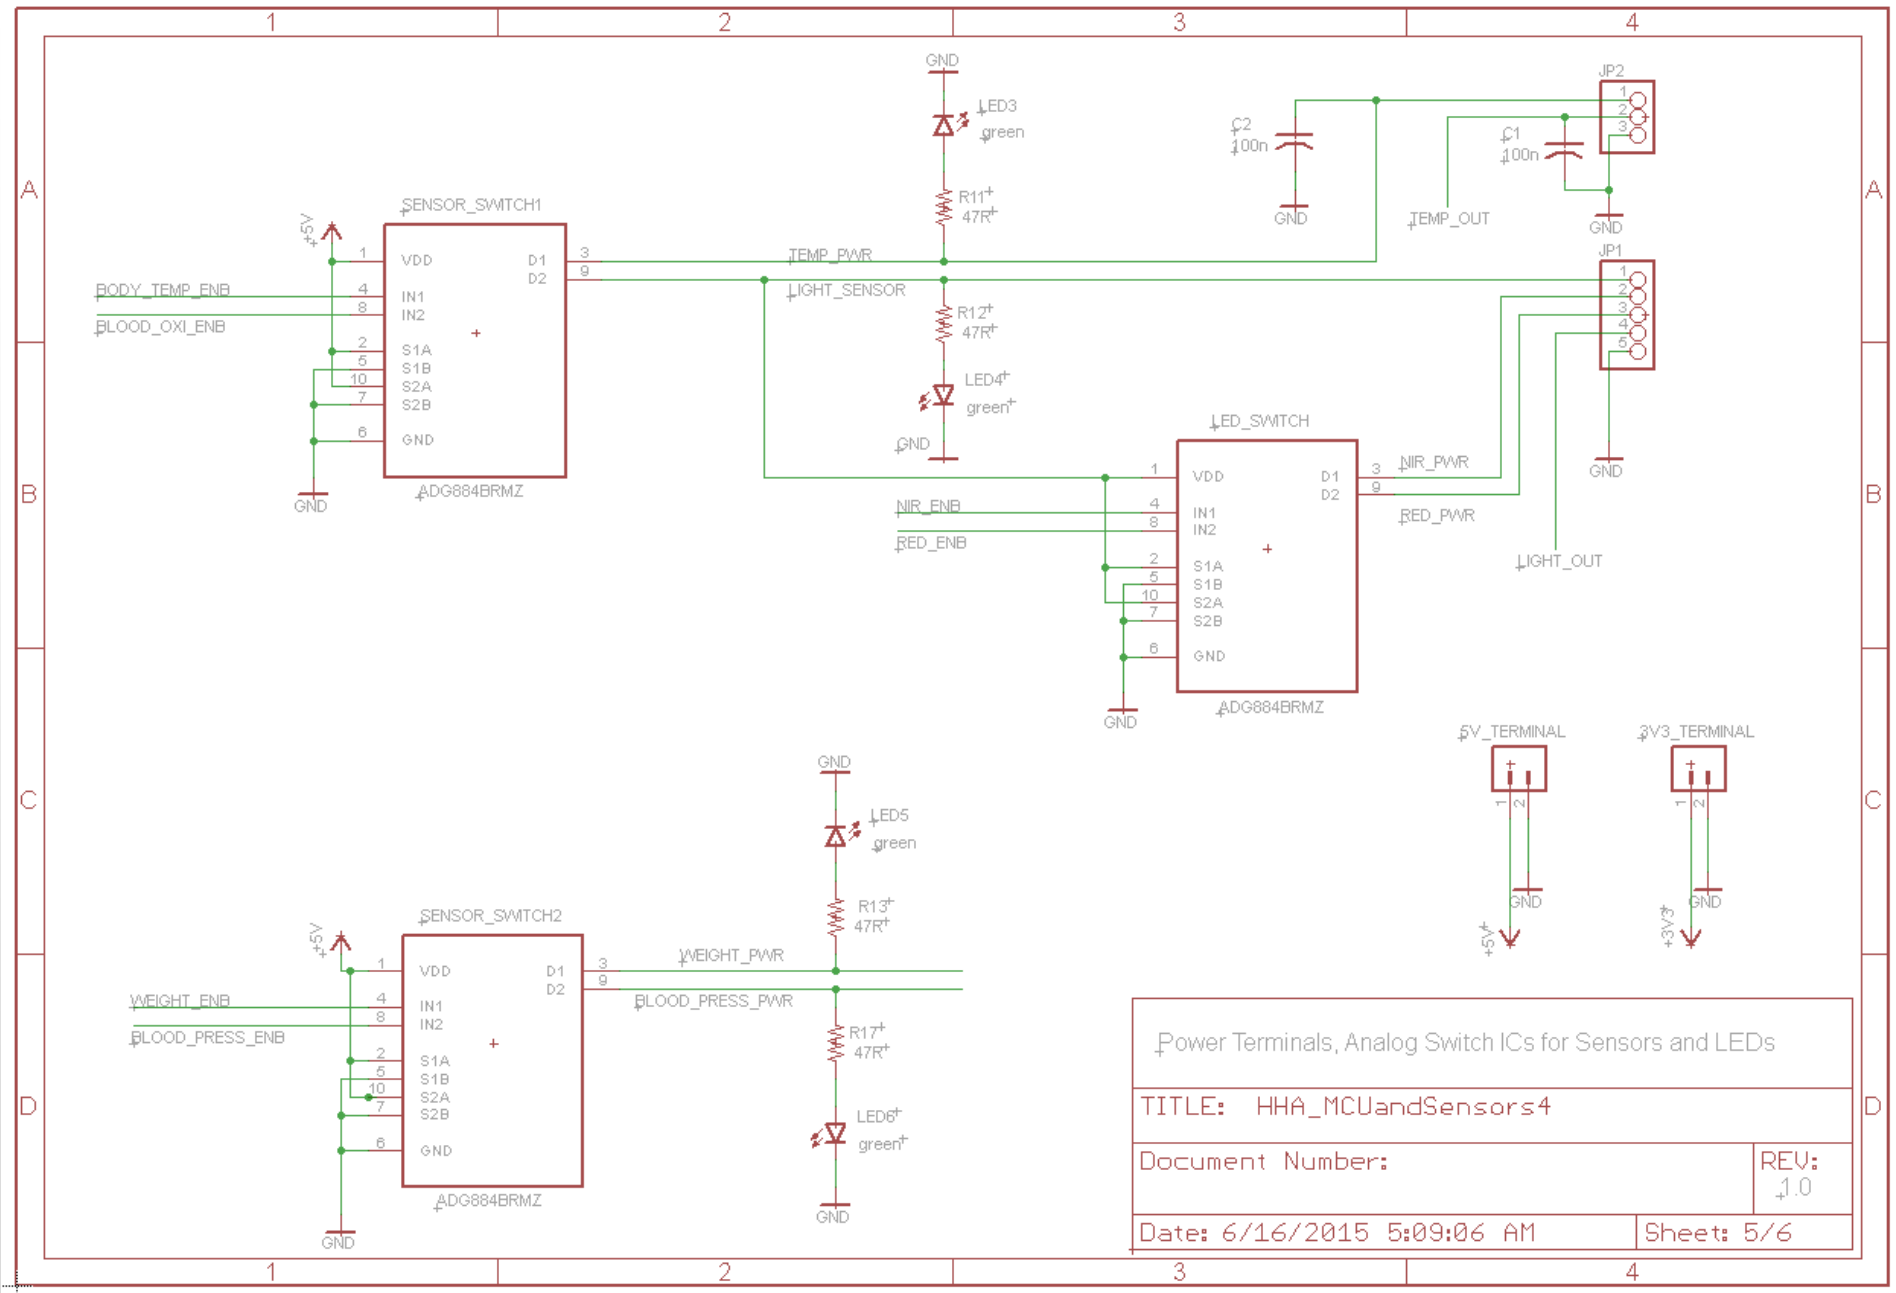 1 2 3 4
A
B
C
D
A
B
C
D
1 2 3 4
SENSOR_SWITCH1
+5V
BODY_TEMP_ENB
BLOOD_OXI_ENB
1 VDD
4 IN1
8 IN2
2 S1A
5 S1B
10 S2A
7 S2B
6 GND
D1 3
D2 9
ADG884BRMZ
GND
TEMP_PWR
LIGHT_SENSOR
GND
LED3
green
R11
47R
R12
47R
LED4
green
GND
C2
100n
GND
JP2
1
2
3
C1
100n
TEMP_OUT
GND
JP1
1
2
3
4
5
GND
LED_SWITCH
NIR_ENB
RED_ENB
1 VDD
4 IN1
8 IN2
2 S1A
5 S1B
10 S2A
7 S2B
6 GND
D1 3
D2 9
NIR_PWR
RED_PWR
LIGHT_OUT
ADG884BRMZ
GND
5V_TERMINAL
1 2
GND
+5V
3V3_TERMINAL
1 2
GND
+3V3
SENSOR_SWITCH2
+5V
WEIGHT_ENB
BLOOD_PRESS_ENB
1 VDD
4 IN1
8 IN2
2 S1A
5 S1B
10 S2A
7 S2B
6 GND
D1 3
D2 9
ADG884BRMZ
GND
WEIGHT_PWR
BLOOD_PRESS_PWR
GND
LED5
green
R13
47R
R17
47R
LED6
green
GND
Power Terminals, Analog Switch ICs for Sensors and LEDs
TITLE: HHA_MCUandSensors4
Document Number:
REV:
1.0
Date: 6/16/2015 5:09:06 AM
Sheet: 5/6